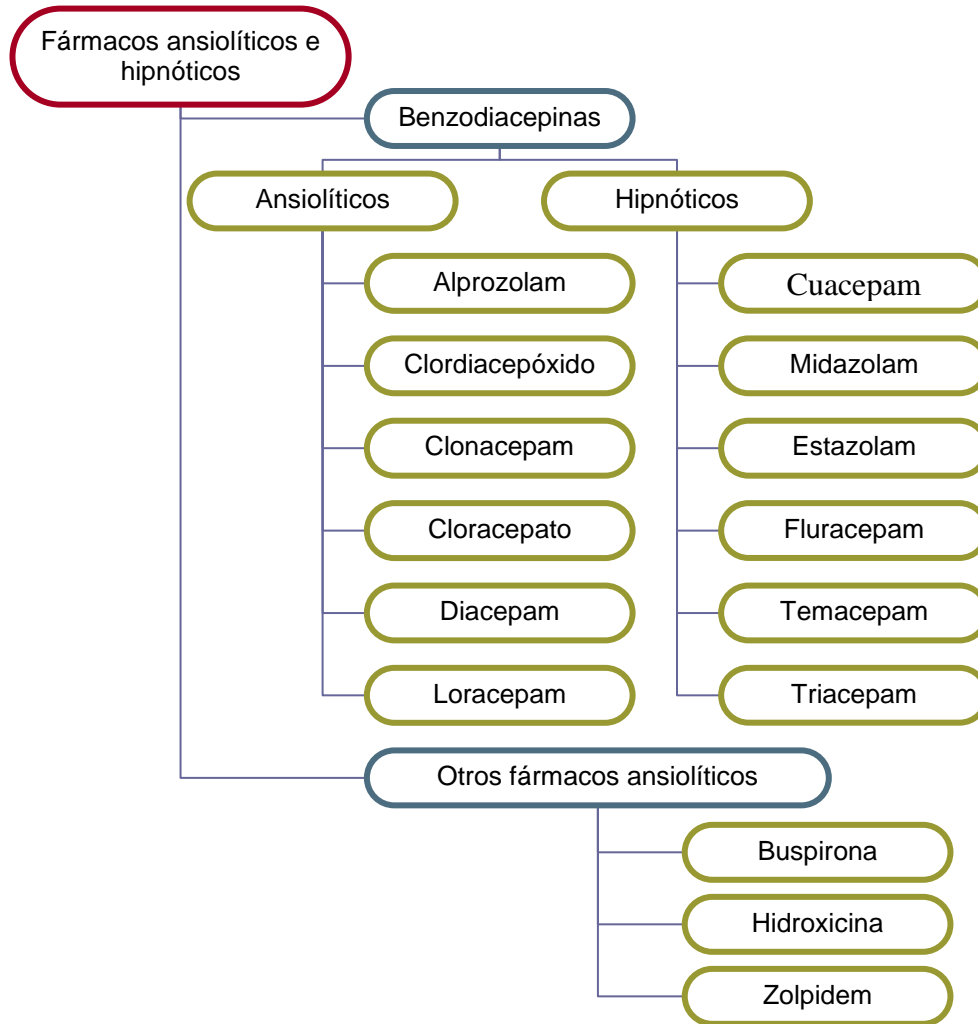 Fármacos ansiolíticos e
hipnóticos
Benzodiacepinas
Ansiolíticos
Hipnóticos
Alprozolam
Cuacepam
Clordiacepóxido
Midazolam
Clonacepam
Estazolam
Cloracepato
Fluracepam
Diacepam
Temacepam
Loracepam
Triacepam
Otros fármacos ansiolíticos
Buspirona
Hidroxicina
Zolpidem